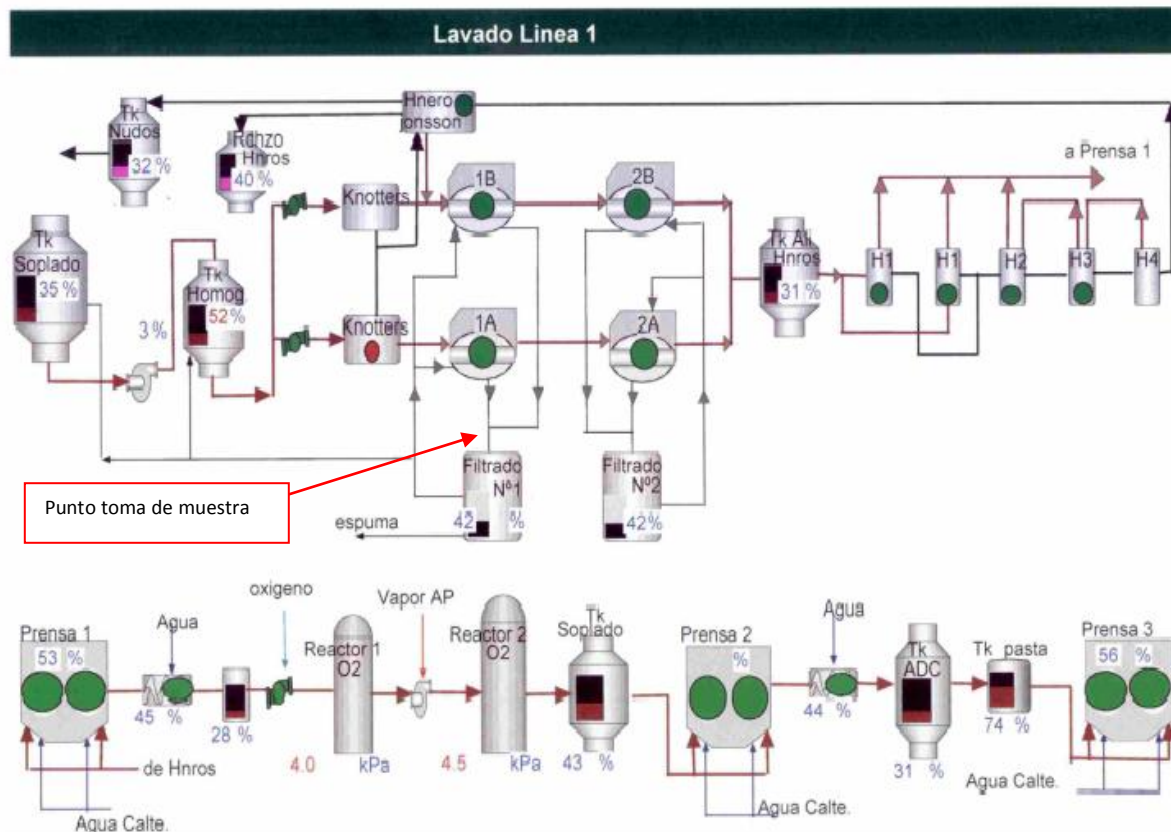 Lavado Linea 1
Hnero
jonsson
Tk
Nudos
32 %
Rchzo
Hnros
40 %
a Prensa 1
Knotters
1B
2B
Tk
Soplado
35 %
Tk
Homog.
52%
3 %
Tk Ali
Hnros
31 %
H1
H1
H2
H3
H4
Knotters
1A
2A
Punto toma de muestra
Filtrado
Nº1
42 %
Filtrado
Nº2
42%
espuma
Prensa 1
53 %
Agua
45 %
28 %
oxigeno
Reactor 1
O2
4.0 kPa
Vapor AP
Reactor 2
O2
4.5 kPa
Tk
Soplado
43 %
Prensa 2
%
Agua
44 %
Tk
ADC
31 %
Tk pasta
74 %
Prensa 3
56 %
de Hnros
Agua Calte.
Agua Calte.
Agua Calte.